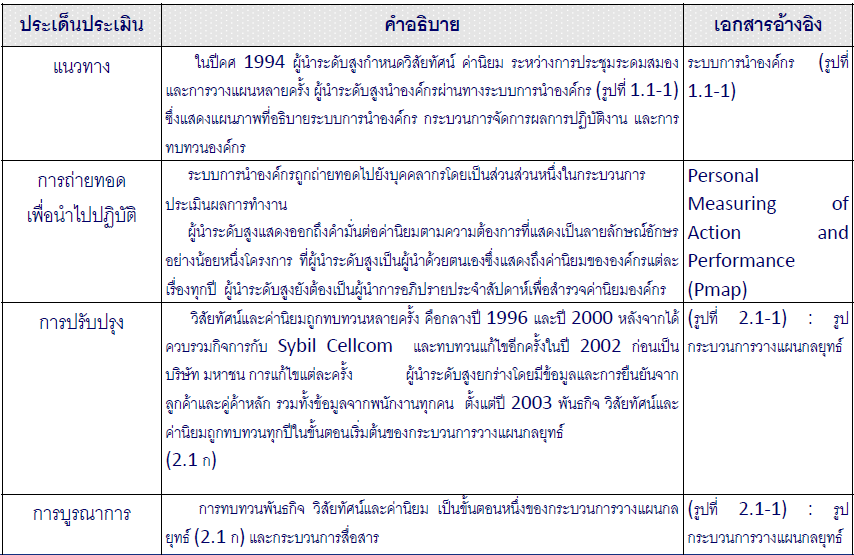 ประเด็นประเมิน
คำอธิบาย
เอกสารอ้างอิง
แนวทาง
ในปีคศ 1994 ผู้นำระดับสูงกำหนดวิสัยทัศน์ ค่านิยม ระหว่างการประชุมระดมสมอง
และการวางแผนหลายครั้ง ผู้นำระดับสูงนำองค์กรผ่านทางระบบการนำองค์กร (รูปที่ 1.1-1)
ซึ่งแสดงแผนภาพที่อธิบายระบบการนำองค์กร กระบวนการจัดการผลการปฏิบัติงาน และการ
ทบทวนองค์กร
ระบบการนำองค์กร (รูปที่
1.1-1)
การถ่ายทอด
เพื่อนำไปปฏิบัติ
ระบบการนำองค์กรถูกถ่ายทอดไปยังบุคคลากรโดยเป็นส่วนส่วนหนึ่งในกระบวนการ
ประเมินผลการทำงาน
ผู้นำระดับสูงแสดงออกถึงคำมั่นต่อค่านิยมตามความต้องการที่แสดงเป็นลายลักษณ์อักษร
อย่างน้อยหนึ่งโครงการ ที่ผู้นำระดับสูงเป็นผู้นำด้วยตนเองซึ่งแสดงถึงค่านิยมขององค์กรแต่ละ
เรื่องทุกปี ผู้นำระดับสูงยังต้องเป็นผู้นำการอภิปรายประจำสัปดาห์เพื่อสำรวจค่านิยมองค์กร
Personal
Measuring of
Action and
Performance
(Pmap)
การปรับปรุง
วิสัยทัศน์และค่านิยมถูกทบทวนหลายครั้ง คือกลางปี 1996 และปี 2000 หลังจากได้
ควบรวมกิจการกับ Sybil Cellcom และทบทวนแก้ไขอีกครั้งในปี 2002 ก่อนเป็น
บริษัท มหาชน การแก้ไขแต่ละครั้ง ผู้นำระดับสูงยกร่างโดยมีข้อมูลและการยืนยันจาก
ลูกค้าและคู่ค้าหลัก รวมทั้งข้อมูลจากพนักงานทุกคน ตั้งแต่ปี 2003 พันธกิจ วิสัยทัศน์และ
ค่านิยมถูกทบทวนทุกปีในขั้นตอนเริ่มต้นของกระบวนการวางแผนกลยุทธ์
(2.1 ก)
(รูปที่ 2.1-1) : รูป
กระบวนการวางแผนกลยุทธ์
การบูรณาการ
การทบทวนพันธกิจ วิสัยทัศน์และค่านิยม เป็นขั้นตอนหนึ่งของกระบวนการวางแผนกล
ยุทธ์ (2.1 ก) และกระบวนการสื่อสาร
(รูปที่ 2.1-1) : รูป
กระบวนการวางแผนกลยุทธ์